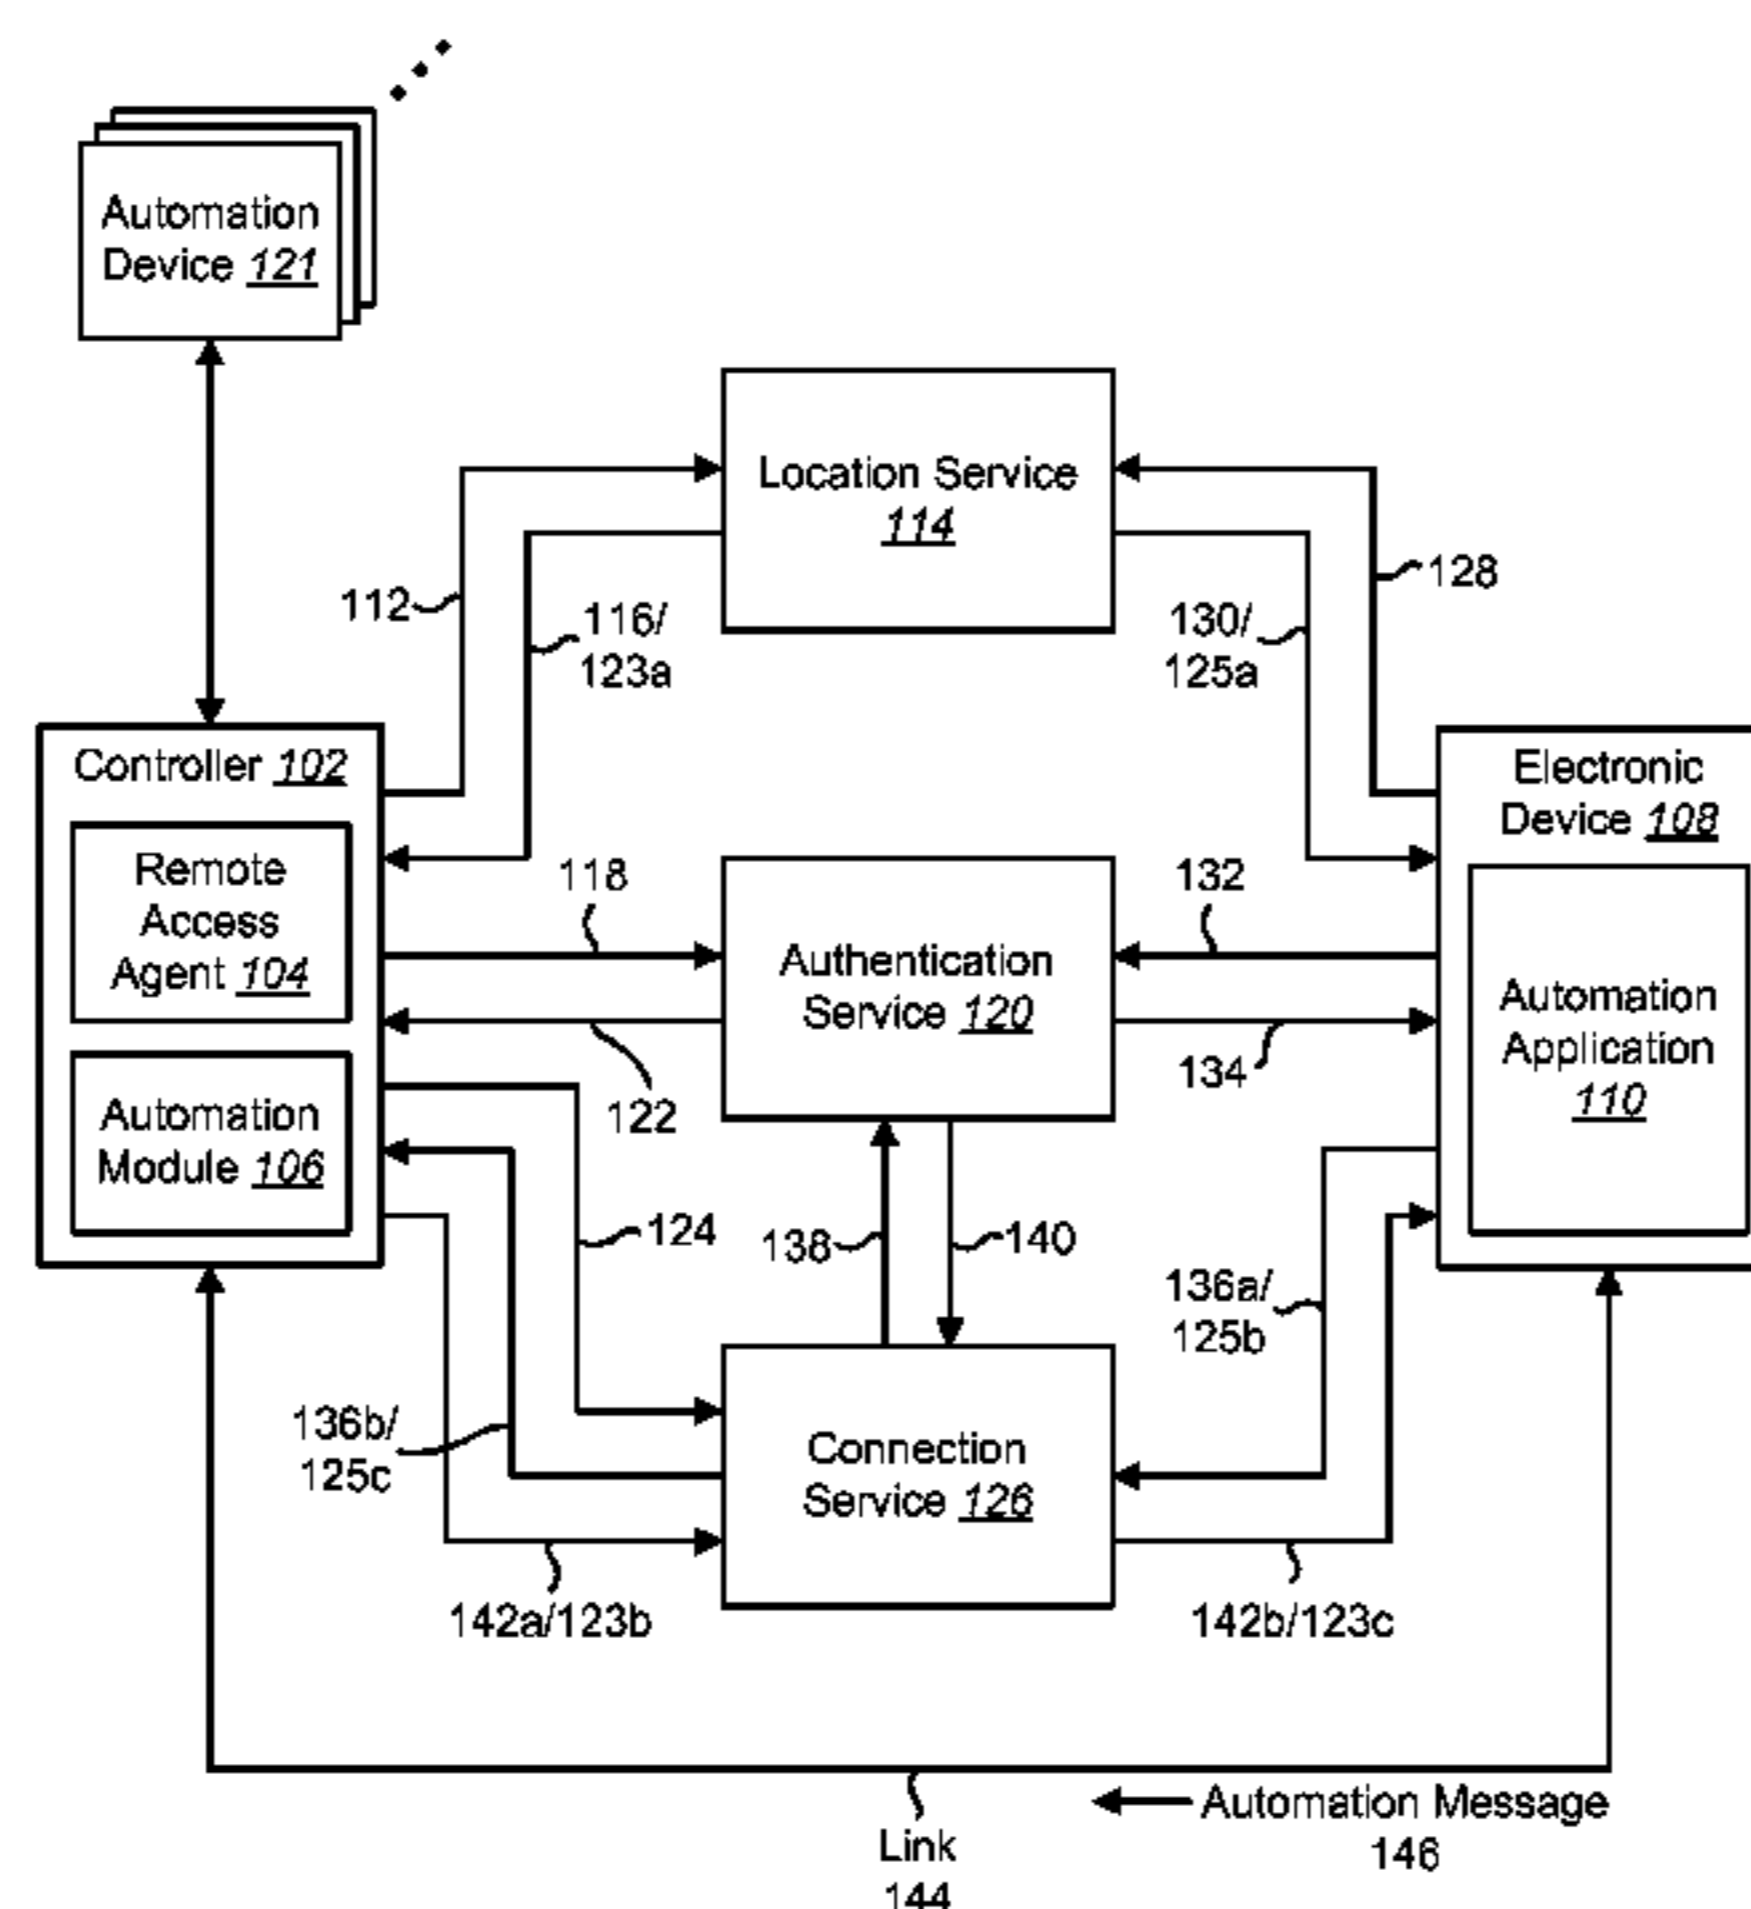 Automation
Device 121
Location Service
114
112
116/
123a
130/
125a
128
Controller 102
Remote
Access
Agent 104
Automation
Module 106
118
122
Authentication
Service 120
132
134
Electronic
Device 108
Automation
Application
110
124
138
140
136a/
125b
136b/
125c
Connection
Service 126
142a/123b
142b/123c
Link
144
Automation Message
146